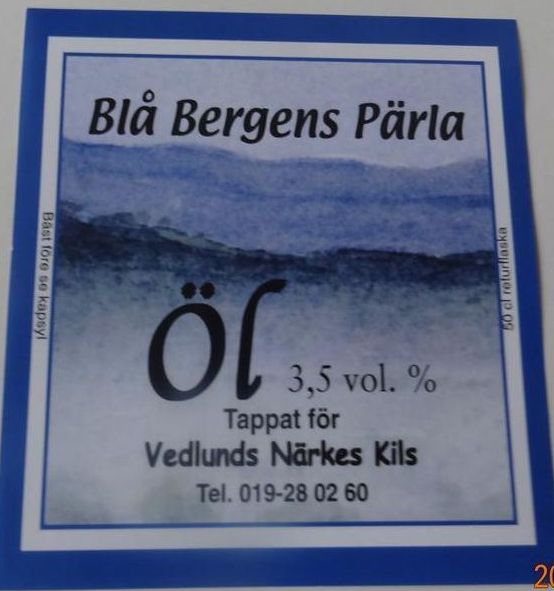 Blå Bergens Pärla
Öl 3,5 vol. %
Tappat för
Vedlunds Närkes Kils
Tel. 019-28 02 60
Bäst före se kapsyl
50 cl returflaska
20